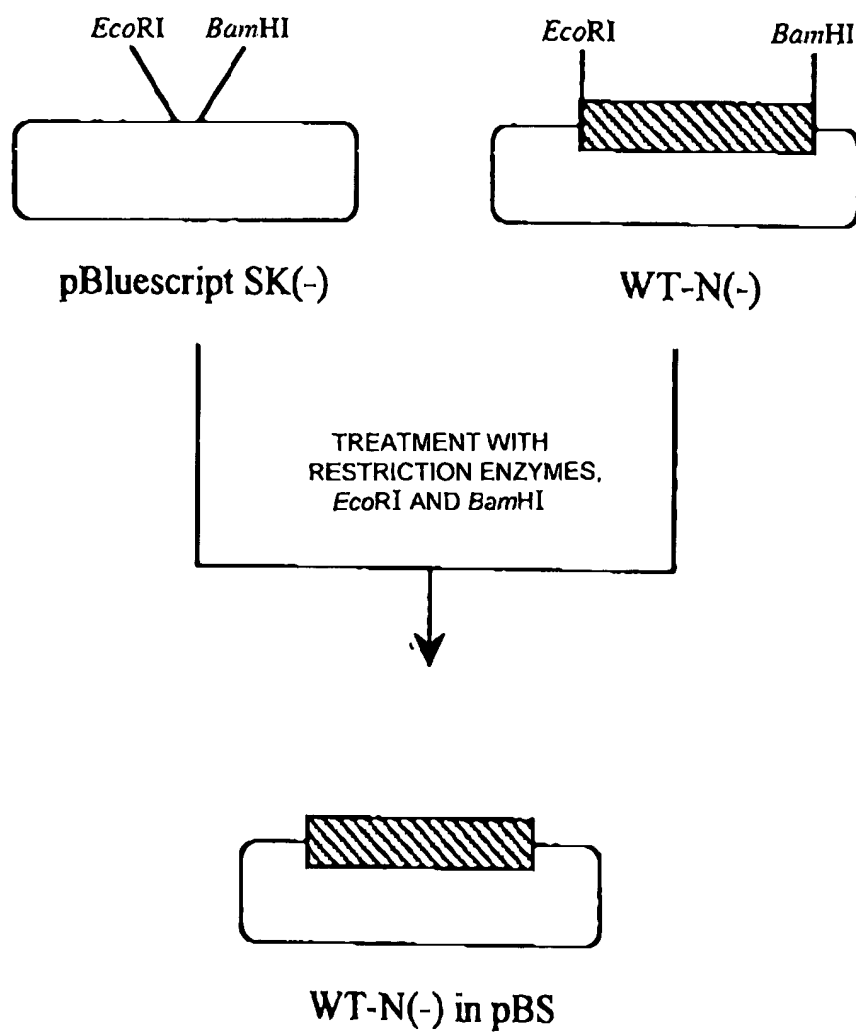 EcoRI BamHI
EcoRI BamHI
pBluescript SK(-)
WT-N(-)
TREATMENT WITH
RESTRICTION ENZYMES,
EcoRI AND BamHI
WT-N(-) in pBS